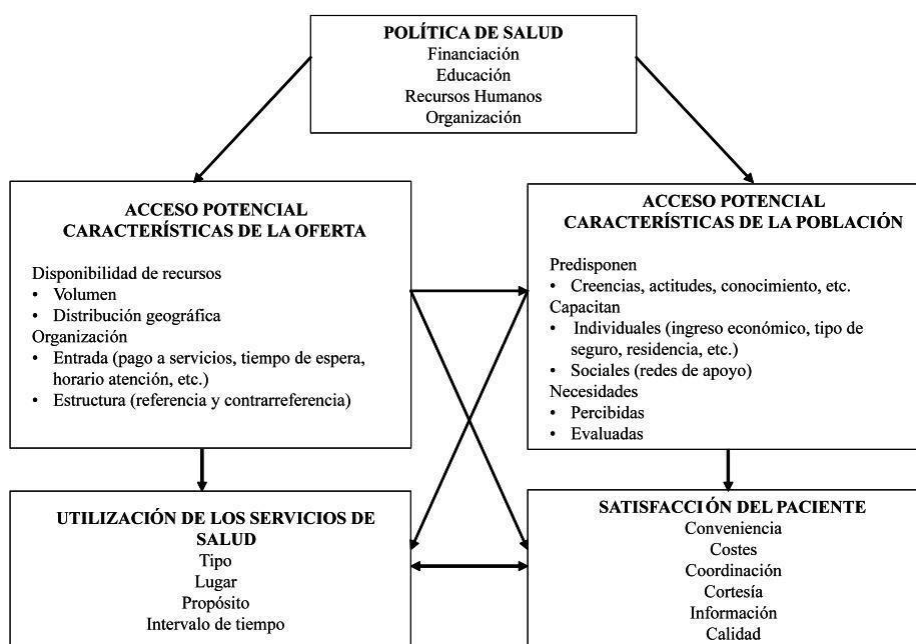 POLÍTICA DE SALUD
Financiación
Educación
Recursos Humanos
Organización
ACCESO POTENCIAL
CARACTERÍSTICAS DE LA OFERTA
Disponibilidad de recursos
• Volumen
• Distribución geográfica
Organización
• Entrada (pago a servicios, tiempo de espera,
horario atención, etc.)
• Estructura (referencia y contrarreferencia)
ACCESO POTENCIAL
CARACTERÍSTICAS DE LA POBLACIÓN
Predisponen
• Creencias, actitudes, conocimiento, etc.
Capacitan
• Individuales (ingreso económico, tipo de
seguro, residencia, etc.)
• Sociales (redes de apoyo)
Necesidades
• Percibidas
• Evaluadas
UTILIZACIÓN DE LOS SERVICIOS DE
SALUD
Tipo
Lugar
Propósito
Intervalo de tiempo
SATISFACCIÓN DEL PACIENTE
Conveniencia
Costes
Coordinación
Cortesía
Información
Calidad